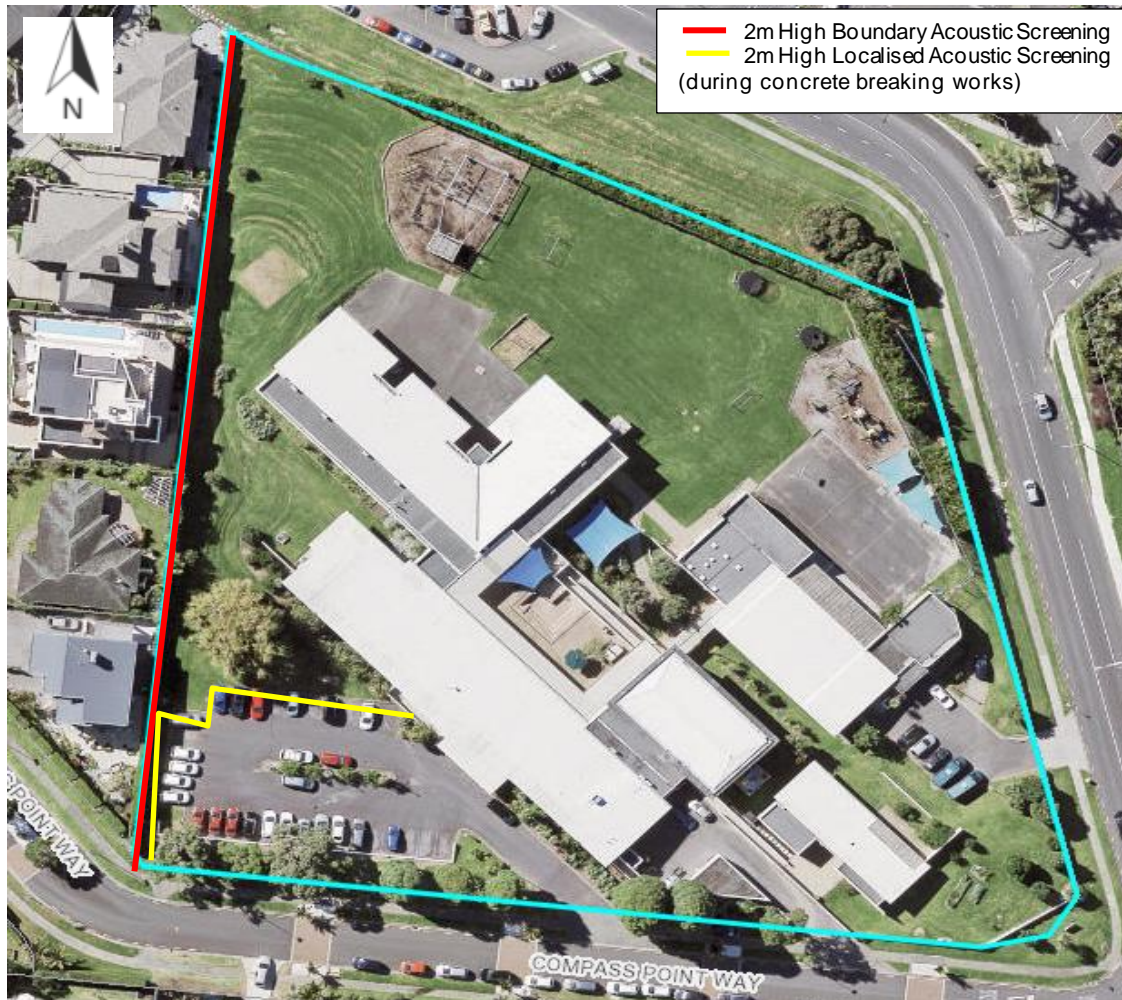 N
2m High Boundary Acoustic Screening
2m High Localised Acoustic Screening
(during concrete breaking works)
POINT WAY
COMPASS POINT WAY